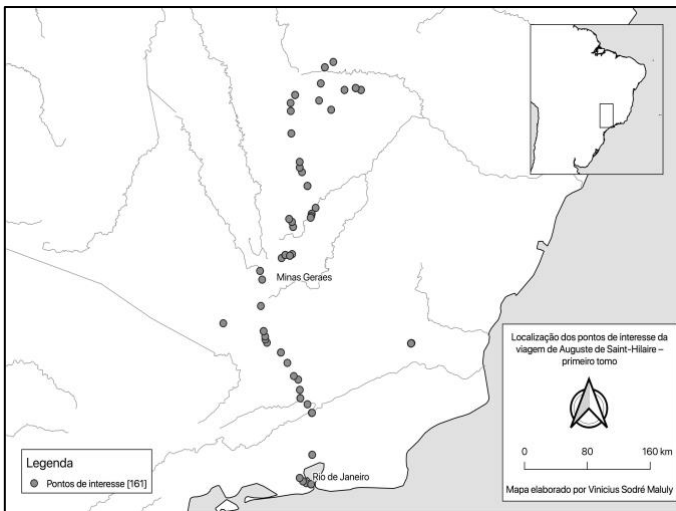 Minas Geraes
Localização dos pontos de interesse da
viagem de Auguste de Saint-Hilaire –
primeiro tomo
0 80 160 km
Mapa elaborado por Vinicius Sodré Maluly
Legenda
Pontos de interesse [161]
Rio de Janeiro